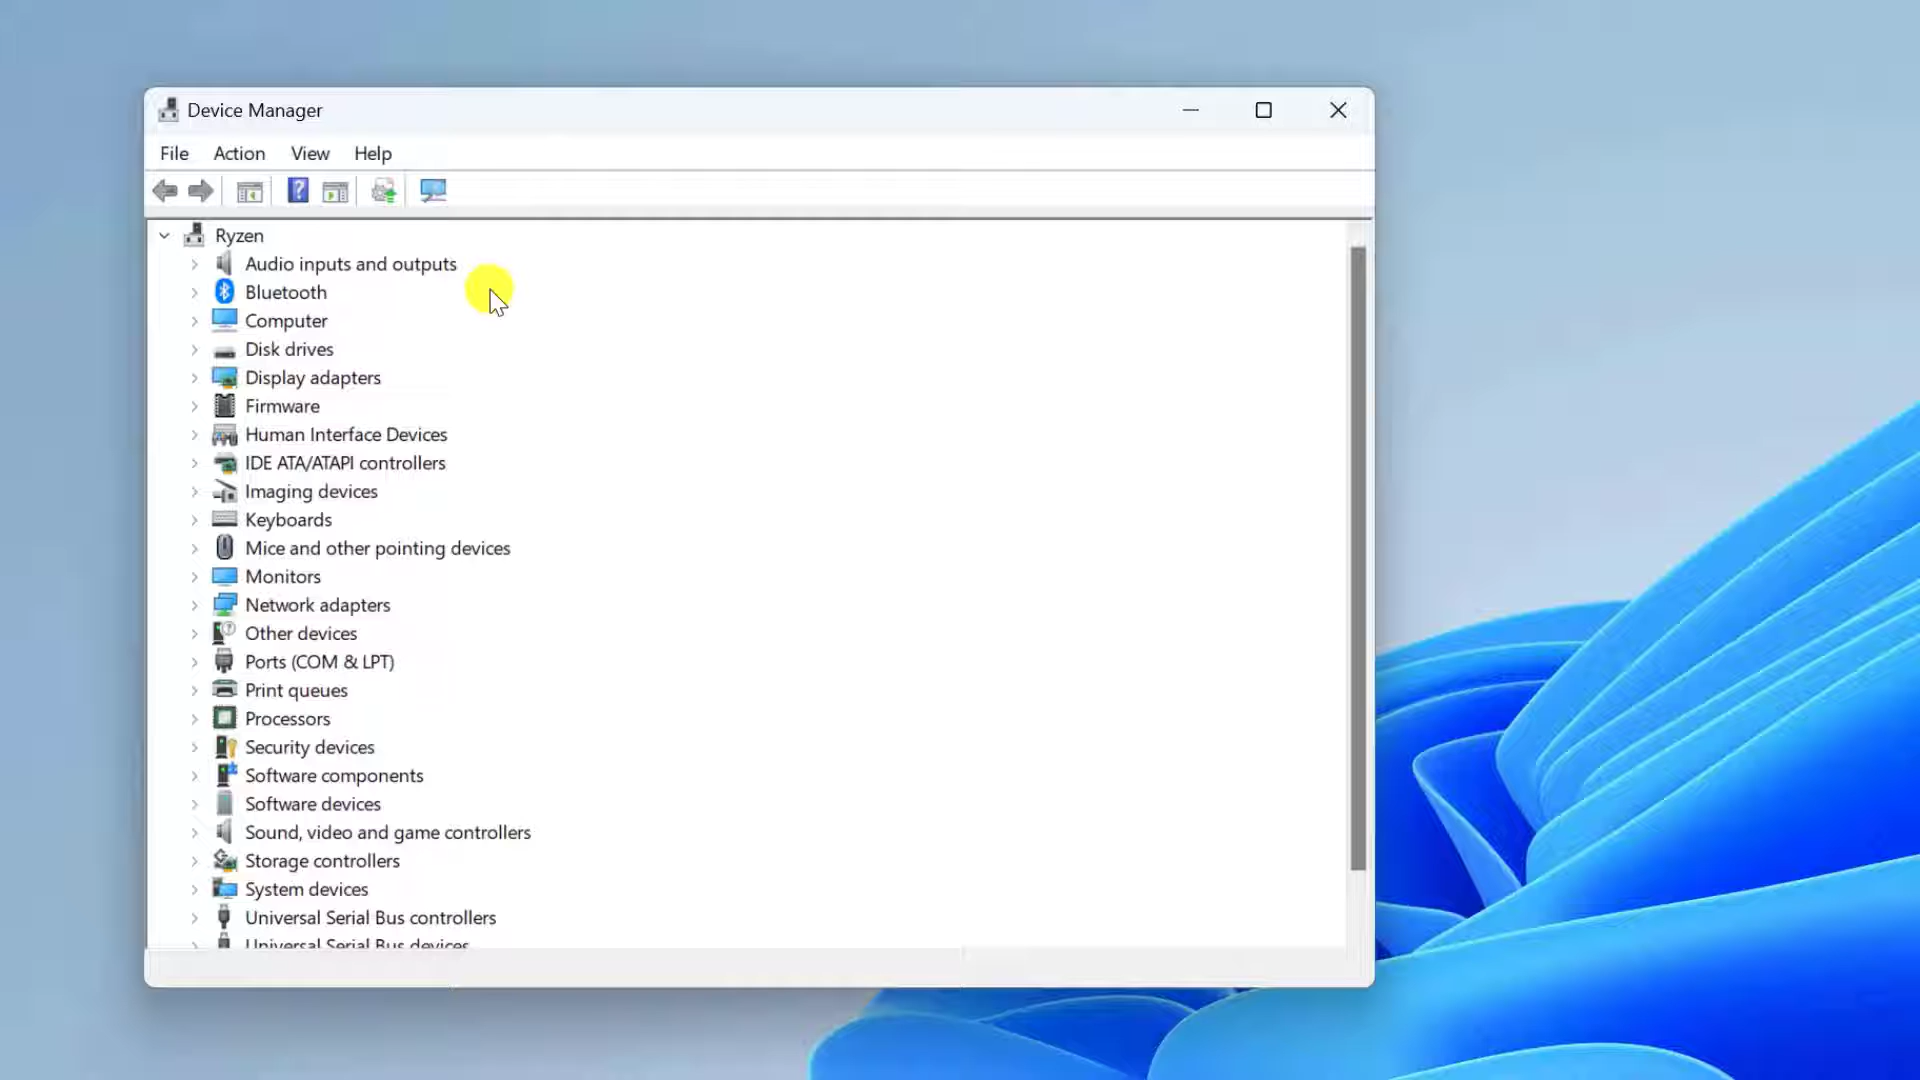 Device Manager
File Action View Help
Ryzen
Audio inputs and outputs
Bluetooth
Computer
Disk drives
Display adapters
Firmware
Human Interface Devices
IDE ATA/ATAPI controllers
Imaging devices
Keyboards
Mice and other pointing devices
Monitors
Network adapters
Other devices
Ports (COM & LPT)
Print queues
Processors
Security devices
Software components
Software devices
Sound, video and game controllers
Storage controllers
System devices
Universal Serial Bus controllers
Universal Serial Bus devices